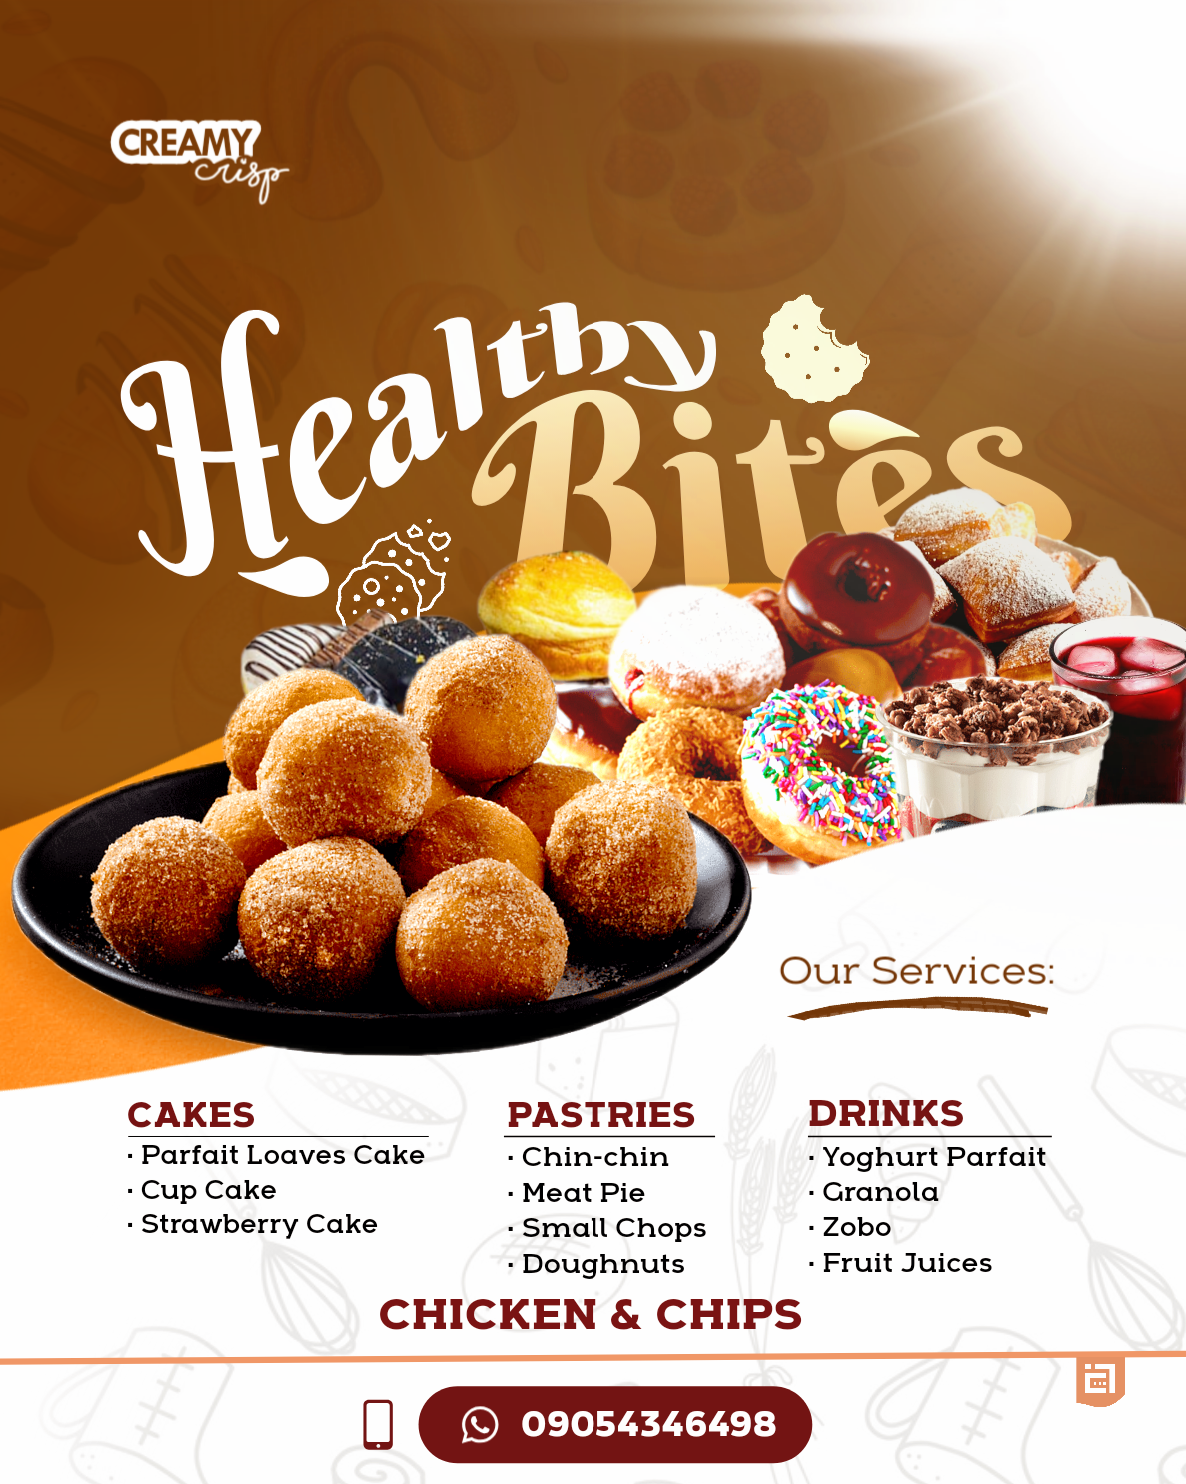 CREAMY
crisp
Healthy
Bites
Our Services:
CAKES
· Parfait Loaves Cake
· Cup Cake
· Strawberry Cake
PASTRIES
· Chin-chin
· Meat Pie
· Small Chops
· Doughnuts
DRINKS
· Yoghurt Parfait
· Granola
· Zobo
· Fruit Juices
CHICKEN & CHIPS
09054346498